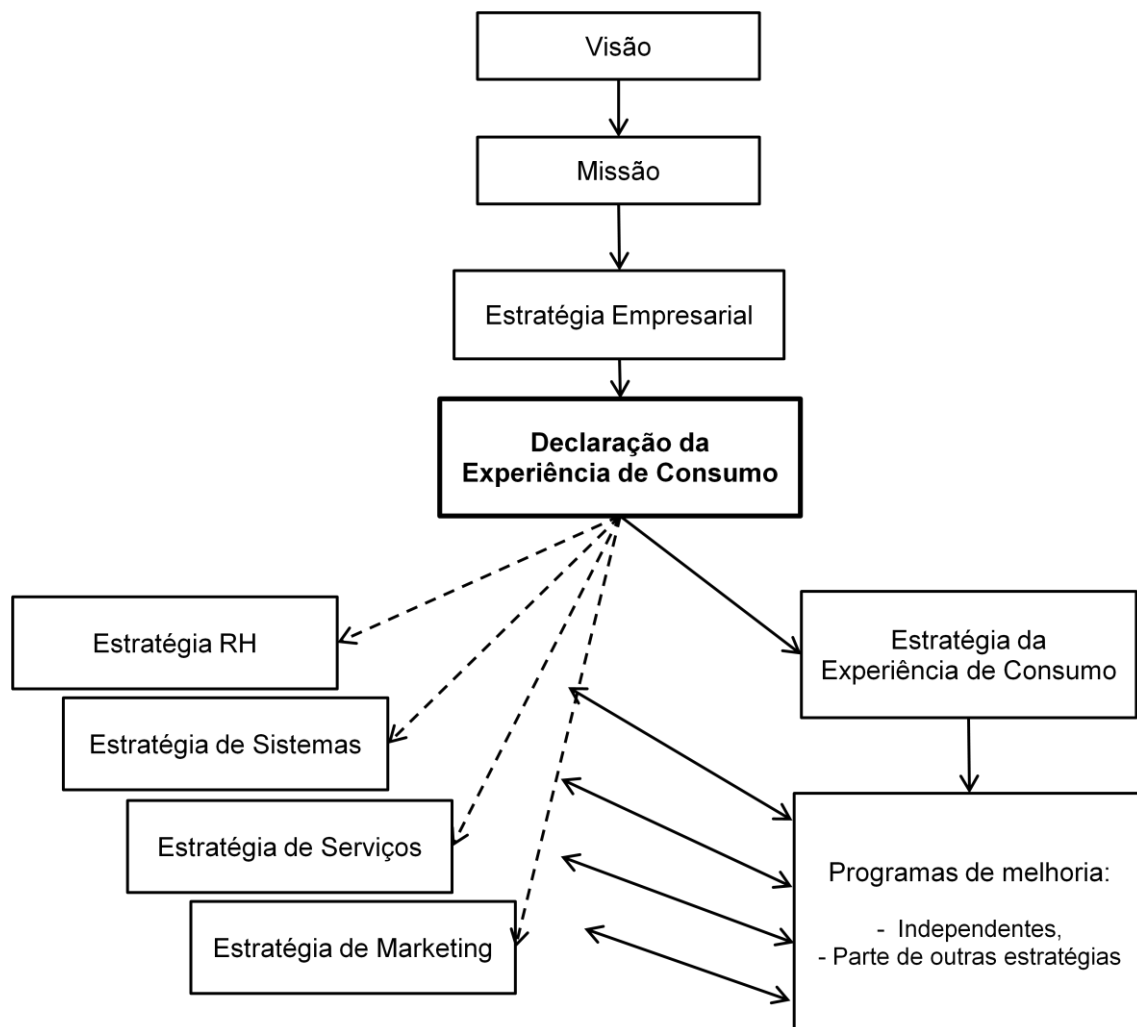 Visão
Missão
Estratégia Empresarial
Declaração da
Experiência de Consumo
Estratégia RH
Estratégia de Sistemas
Estratégia de Serviços
Estratégia de Marketing
Estratégia da
Experiência de Consumo
Programas de melhoria:
- Independentes,
- Parte de outras estratégias